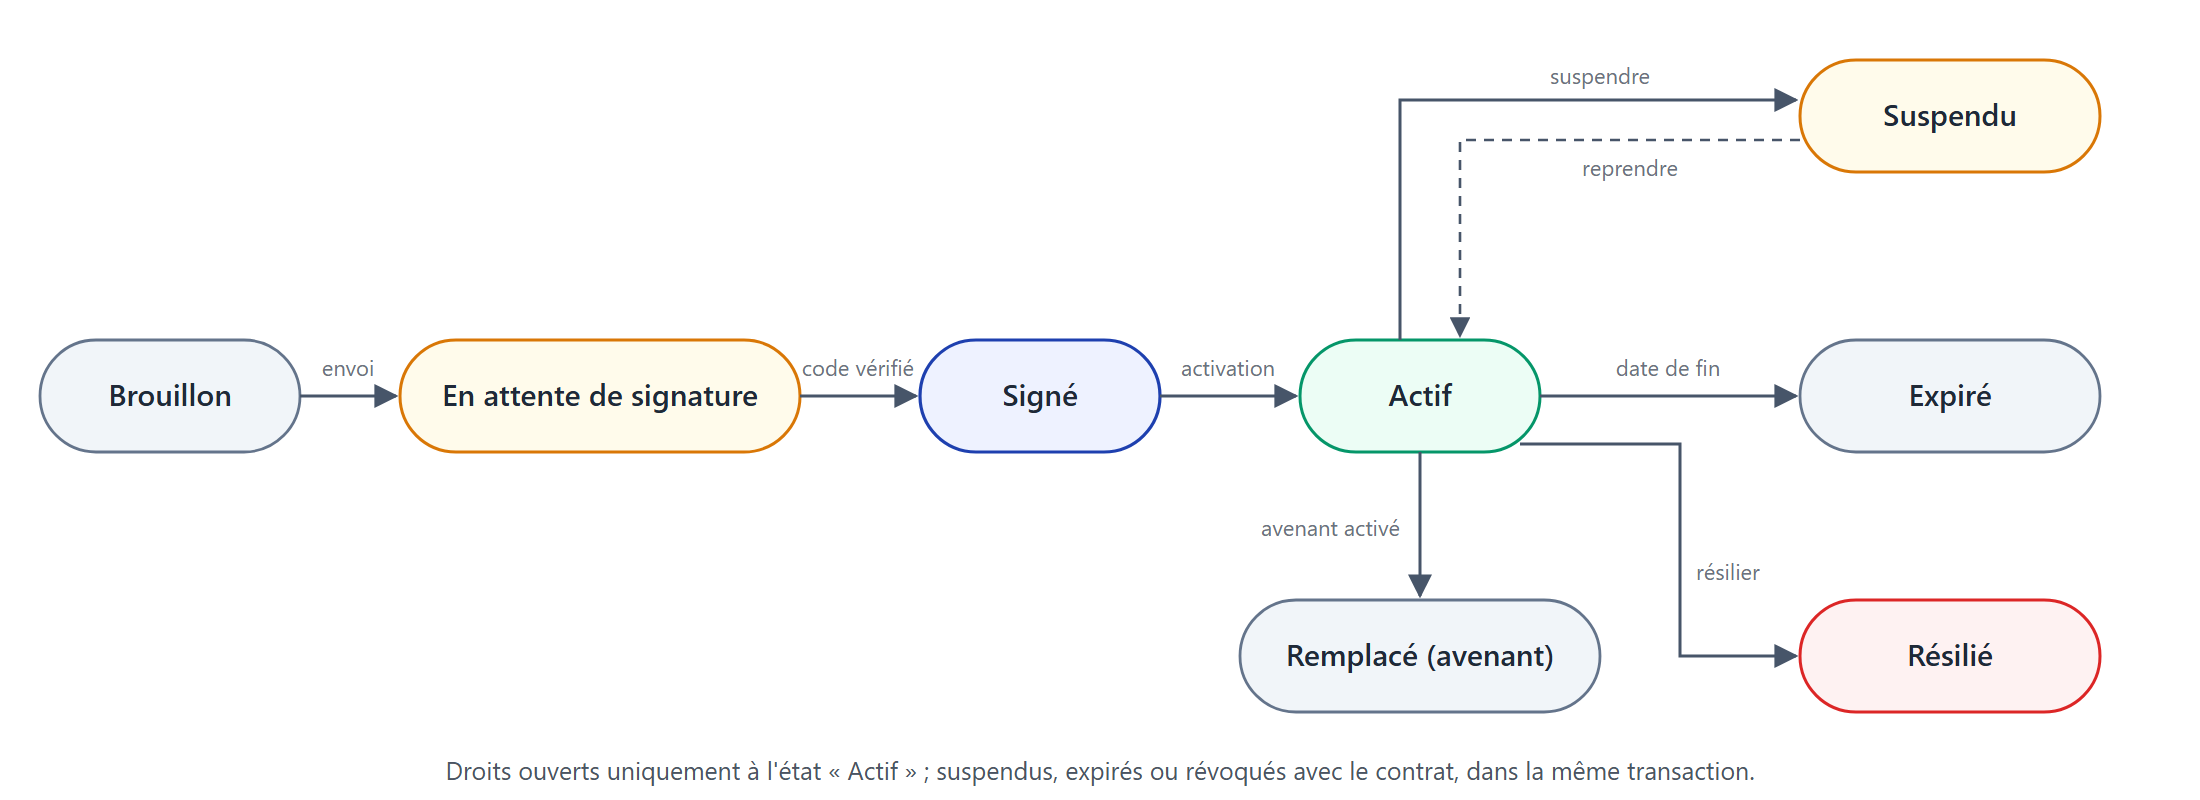 suspendre
Suspendu
reprendre
Brouillon
envoi
En attente de signature
code vérifié
Signé
activation
Actif
date de fin
Expiré
avenant activé
résilier
Remplacé (avenant)
Résilié
Droits ouverts uniquement à l'état « Actif » ; suspendus, expirés ou révoqués avec le contrat, dans la même transaction.